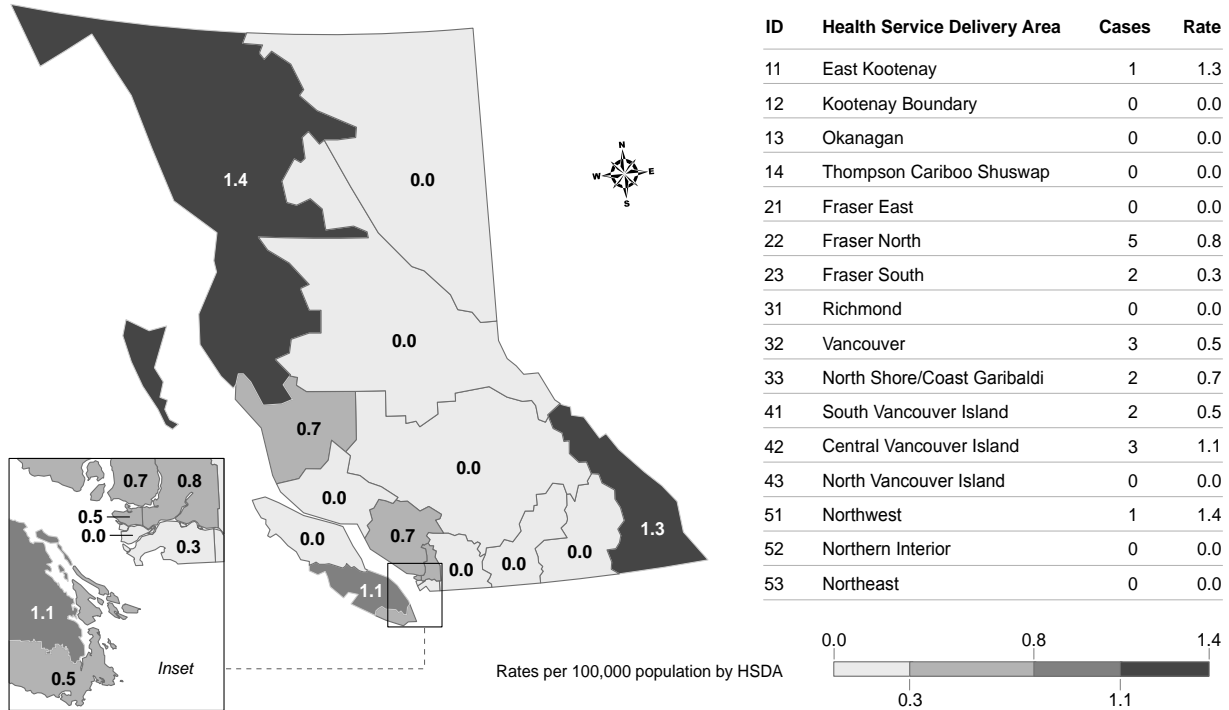 ID Health Service Delivery Area Cases Rate
11 East Kootenay 1 1.3
12 Kootenay Boundary 0 0.0
13 Okanagan 0 0.0
14 Thompson Cariboo Shuswap 0 0.0
21 Fraser East 0 0.0
22 Fraser North 5 0.8
23 Fraser South 2 0.3
31 Richmond 0 0.0
32 Vancouver 3 0.5
33 North Shore/Coast Garibaldi 2 0.7
41 South Vancouver Island 2 0.5
42 Central Vancouver Island 3 1.1
43 North Vancouver Island 0 0.0
51 Northwest 1 1.4
52 Northern Interior 0 0.0
53 Northeast 0 0.0
N
W E
S
1.4
0.0
0.0
0.7
0.0
0.0
0.0
0.7
0.0
0.0
0.0
1.3
1.1
0.7 0.8
0.5
0.0
0.3
1.1
0.5
Inset
Rates per 100,000 population by HSDA
0.0 0.8 1.4
0.3 1.1